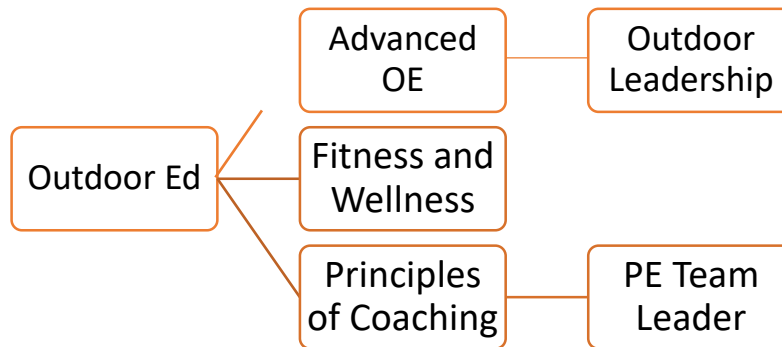 Advanced
OE
Outdoor
Leadership
Outdoor Ed
Fitness and
Wellness
Principles
of Coaching
PE Team
Leader